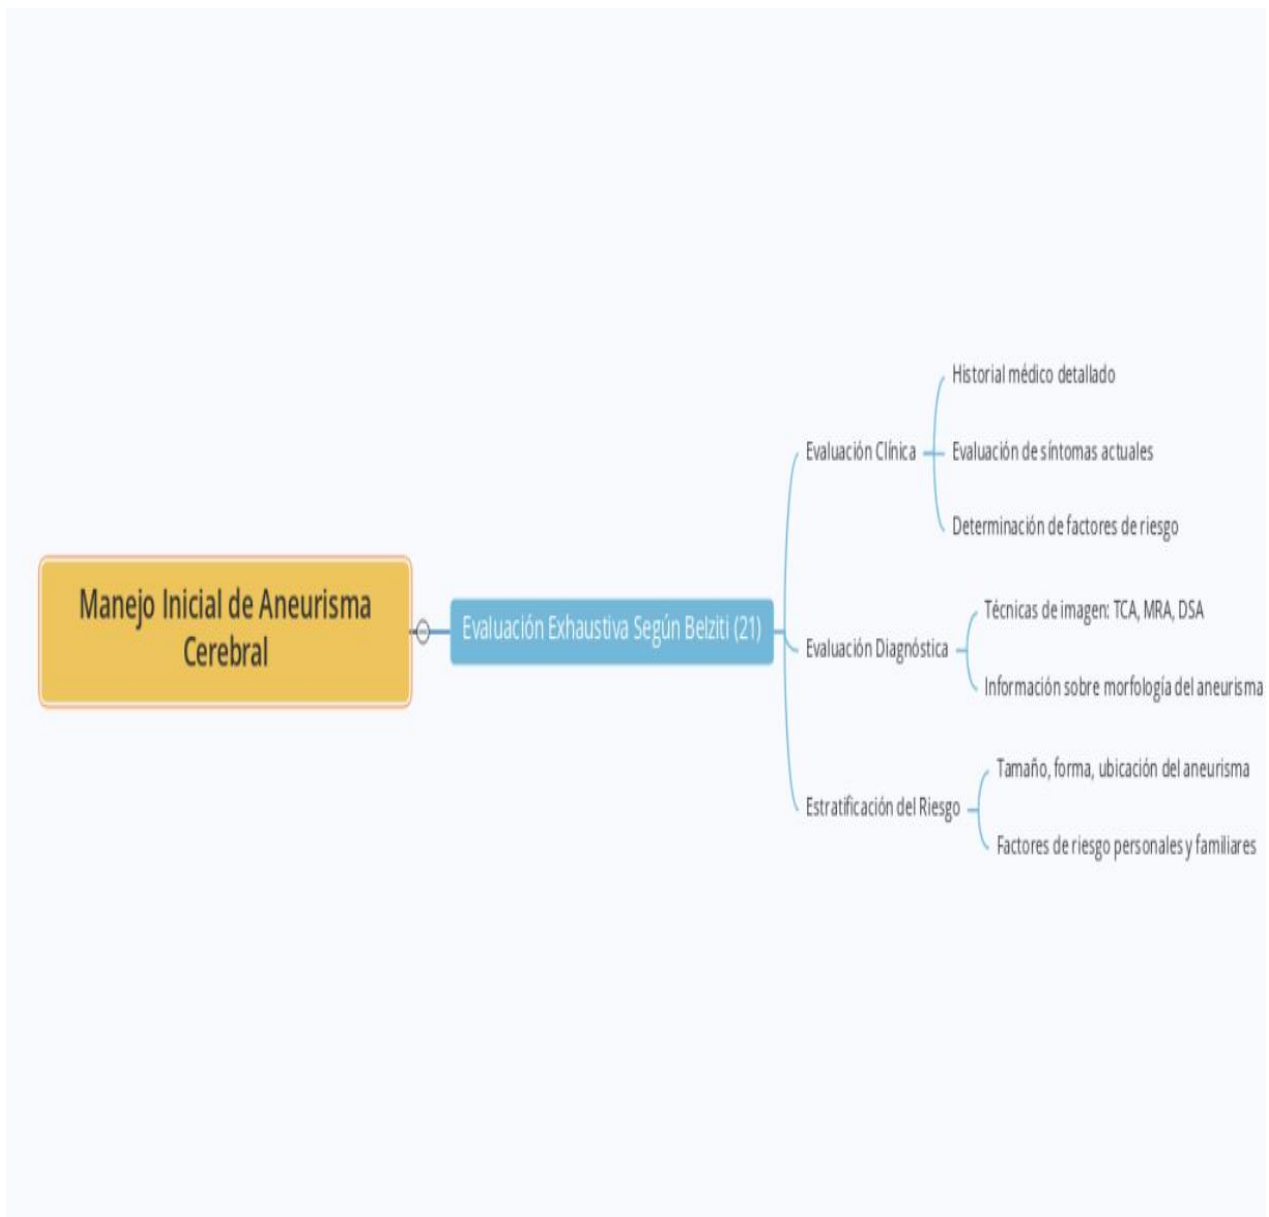 Manejo Inicial de Aneurisma
Cerebral
Evaluación Exhaustiva Según Belziti (21)
Evaluación Clínica
Historial médico detallado
Evaluación de síntomas actuales
Determinación de factores de riesgo
Evaluación Diagnóstica
Técnicas de imagen: TCA, MRA, DSA
Información sobre morfología del aneurisma
Estratificación del Riesgo
Tamaño, forma, ubicación del aneurisma
Factores de riesgo personales y familiares